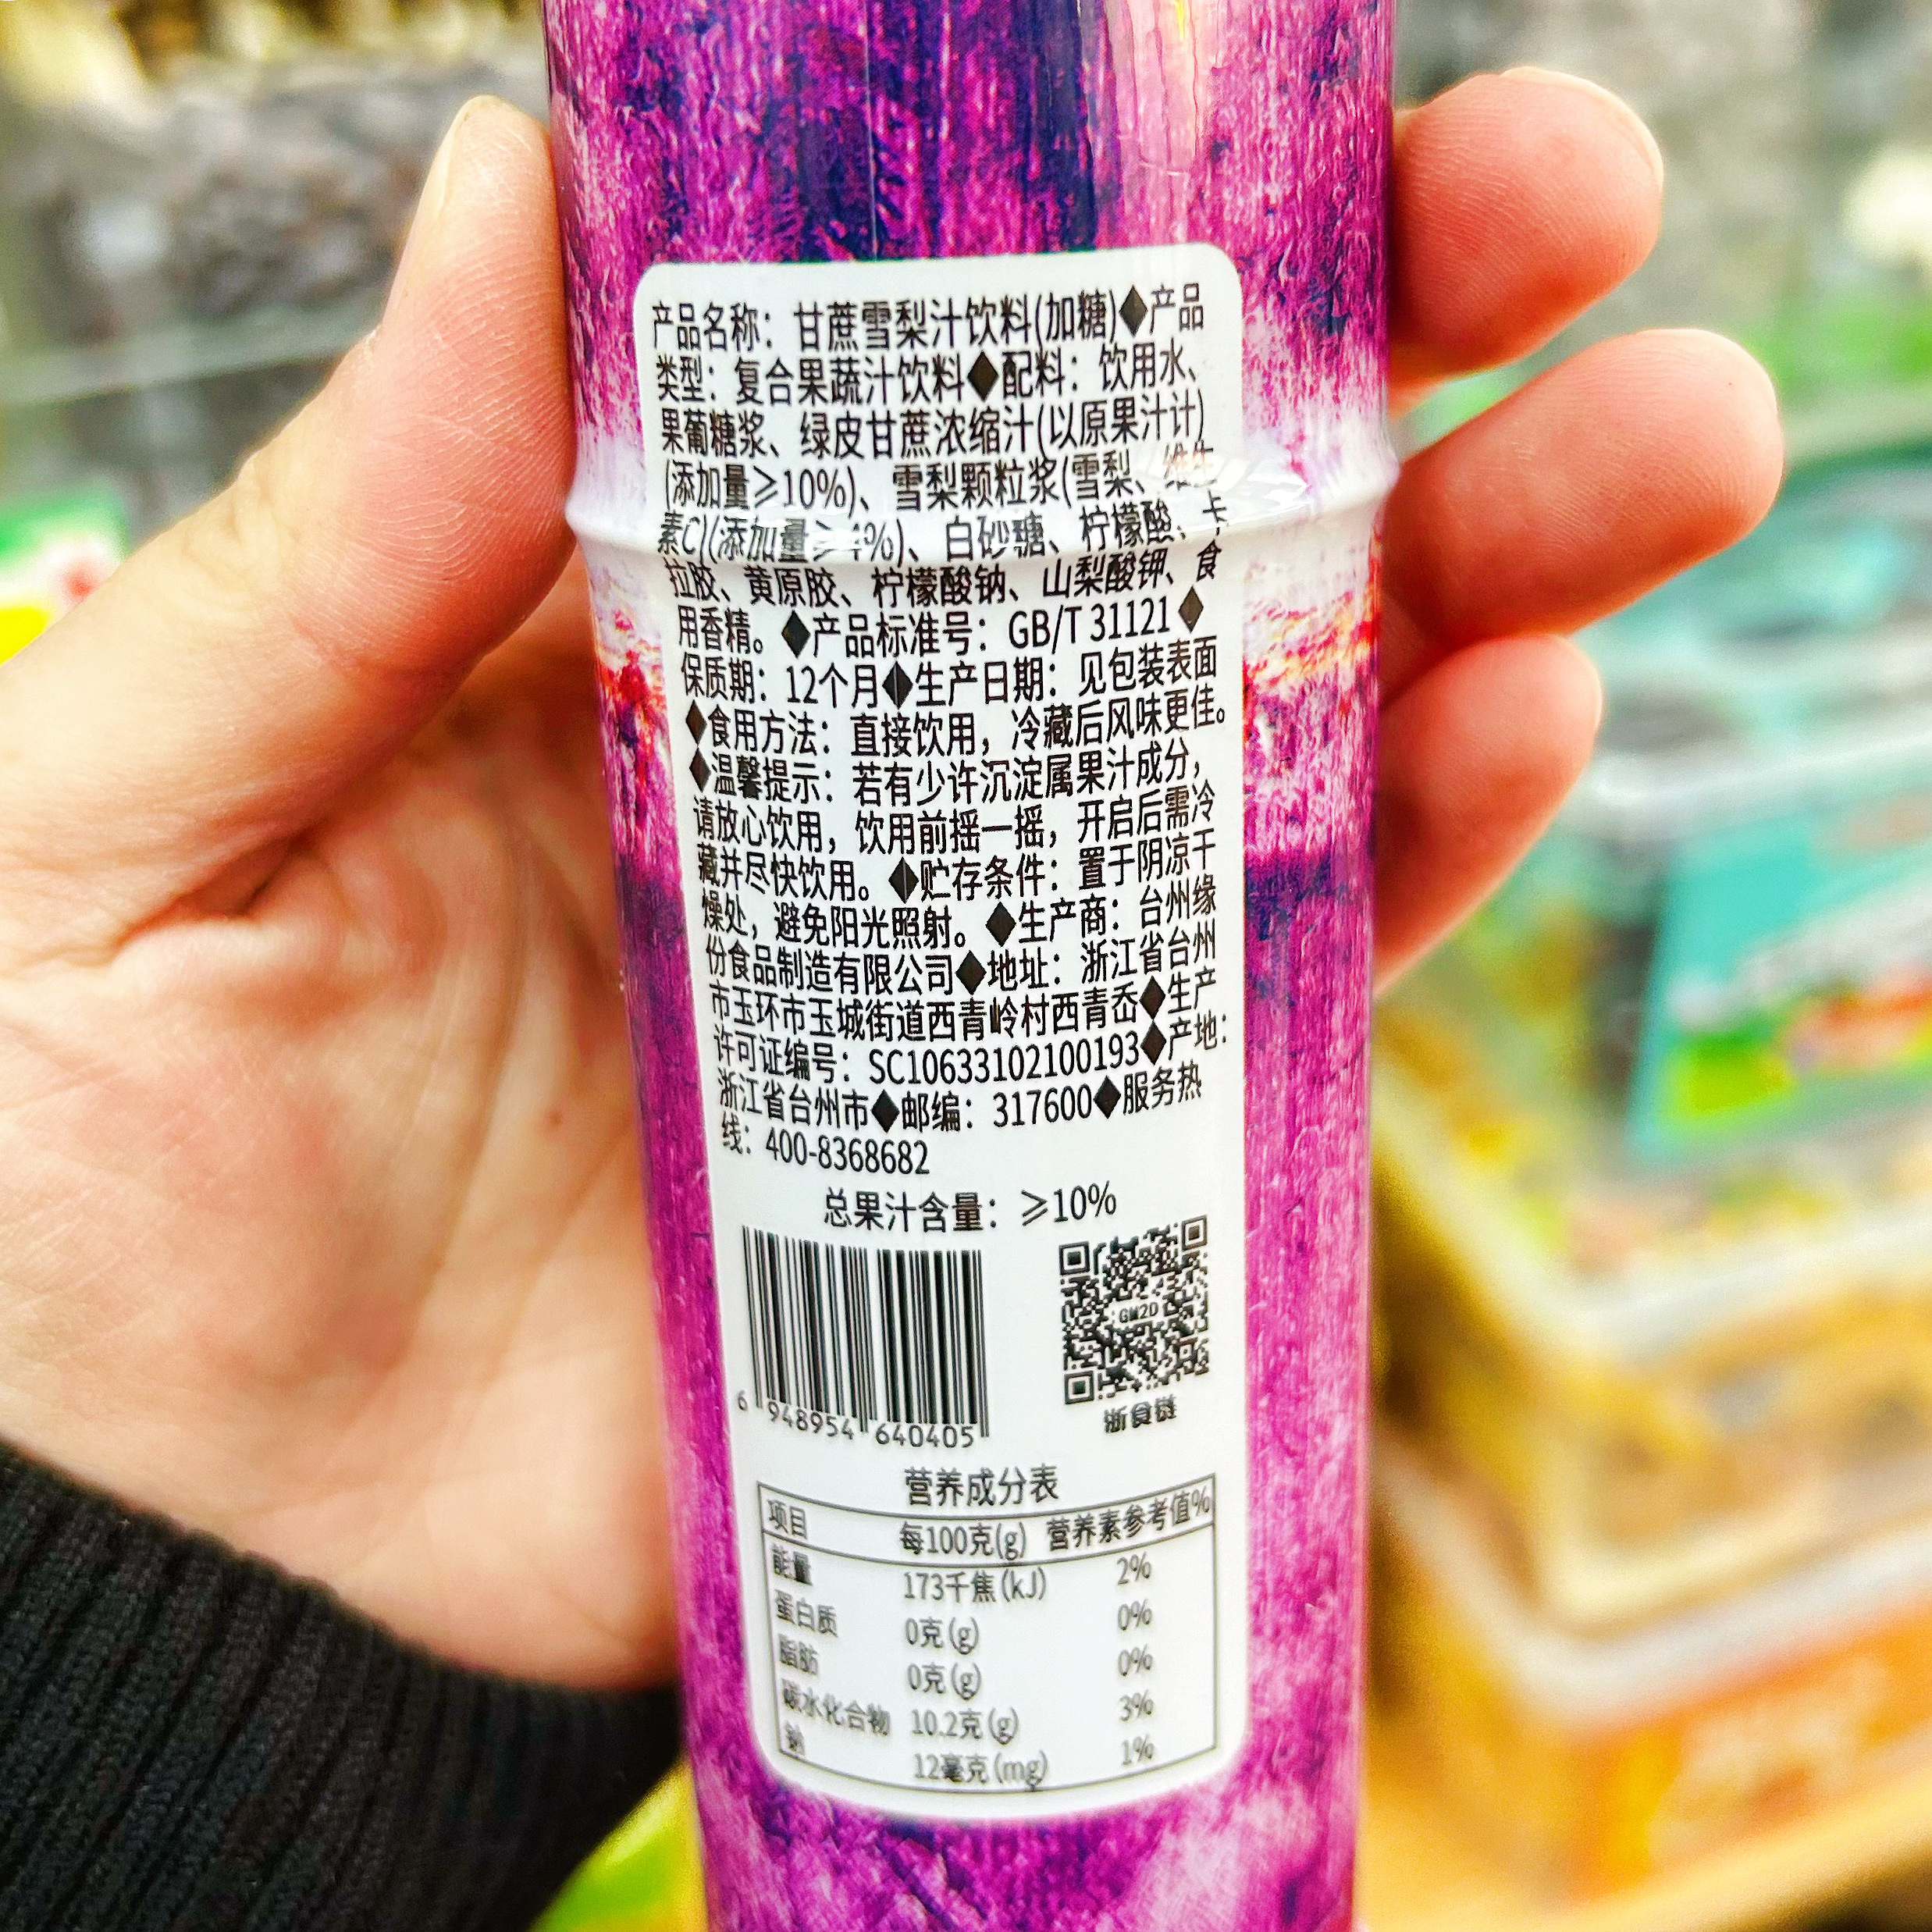 产品名称：甘蔗雪梨汁饮料(加糖)◆产品
类型：复合果蔬汁饮料◆配料：饮用水、
果葡糖浆、绿皮甘蔗浓缩汁(以原果汁计)
(添加量≥10%)、雪梨颗粒浆(雪梨、维生
素C)(添加量≥4%)、白砂糖、柠檬酸、卡
拉胶、黄原胶、柠檬酸钠、山梨酸钾、食
用香精。◆产品标准号：GB/T 31121◆
保质期：12个月◆生产日期：见包装表面
◆食用方法：直接饮用，冷藏后风味更佳。
◆温馨提示：若有少许沉淀属果汁成分，
请放心饮用，饮用前摇一摇，开启后需冷
藏并尽快饮用。◆贮存条件：置于阴凉干
燥处，避免阳光照射。◆生产商：台州缘
份食品制造有限公司◆地址：浙江省台州
市玉环市玉城街道西青岭村西青岙◆生产
许可证编号：SC10633102100193◆产地：
浙江省台州市◆邮编：317600◆服务热
线：400-8368682
总果汁含量：≥10%
GM2D
浙食链
6 948954 640405
营养成分表
项目 每100克(g) 营养素参考值%
能量 173千焦(kJ) 2%
蛋白质 0克(g) 0%
脂肪 0克(g) 0%
碳水化合物 10.2克(g) 3%
钠 12毫克(mg) 1%